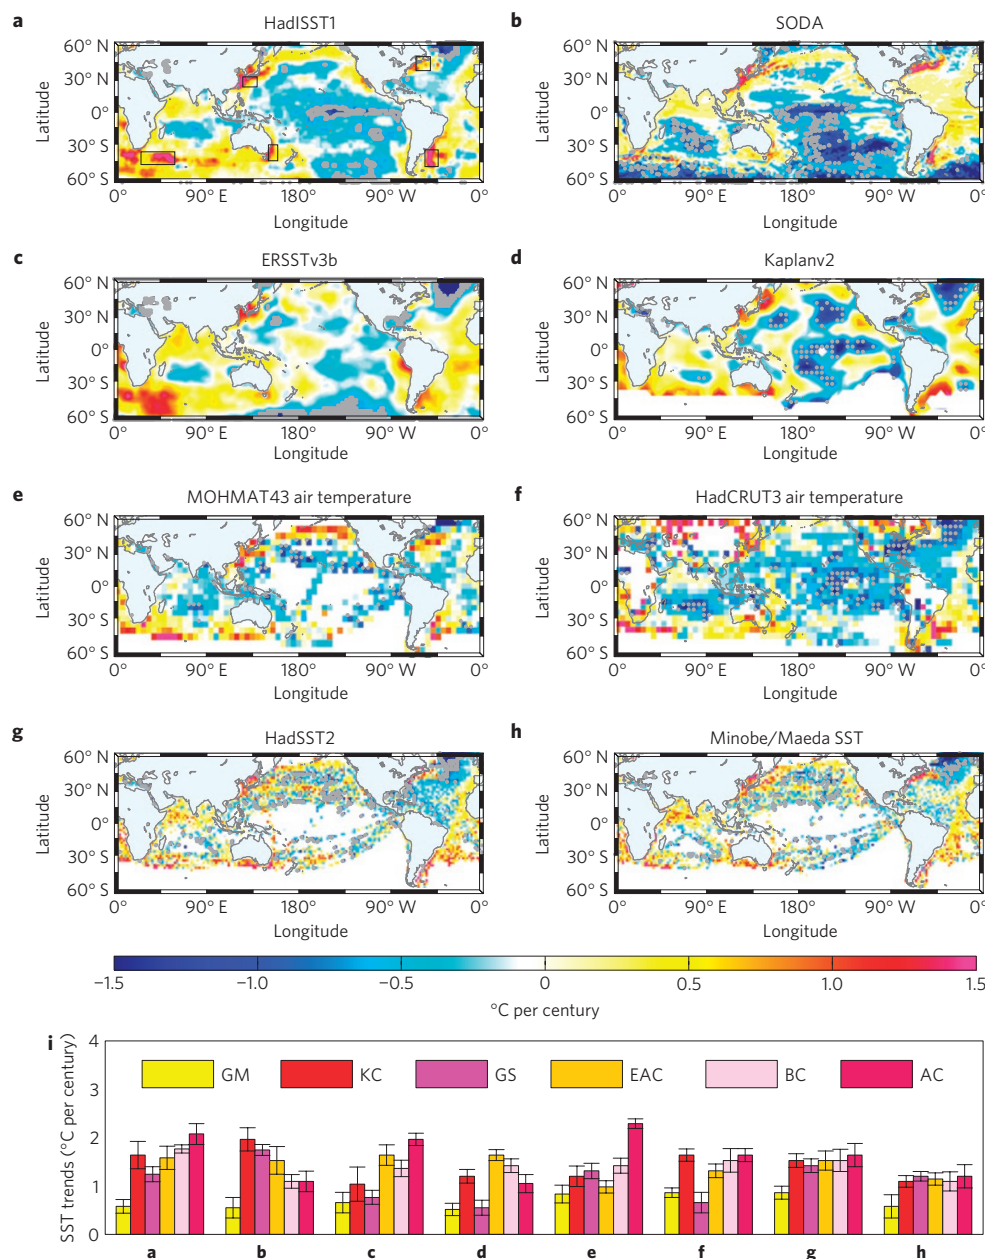 a HadISST1
60° N
30° N
0°
30° S
60° S
Latitude
0° 90° E 180° 90° W 0°
Longitude
b SODA
60° N
30° N
0°
30° S
60° S
Latitude
0° 90° E 180° 90° W 0°
Longitude
c ERSSTv3b
60° N
30° N
0°
30° S
60° S
Latitude
0° 90° E 180° 90° W 0°
Longitude
d Kaplanv2
60° N
30° N
0°
30° S
60° S
Latitude
0° 90° E 180° 90° W 0°
Longitude
e MOHMAT43 air temperature
60° N
30° N
0°
30° S
60° S
Latitude
0° 90° E 180° 90° W 0°
Longitude
f HadCRUT3 air temperature
60° N
30° N
0°
30° S
60° S
Latitude
0° 90° E 180° 90° W 0°
Longitude
g HadSST2
60° N
30° N
0°
30° S
60° S
Latitude
0° 90° E 180° 90° W 0°
Longitude
h Minobe/Maeda SST
60° N
30° N
0°
30° S
60° S
Latitude
0° 90° E 180° 90° W 0°
Longitude
−1.5 −1.0 −0.5 0 0.5 1.0 1.5
°C per century
i
4
3
2
1
0
SST trends (°C per century)
GM KC GS EAC BC AC
a b c d e f g h